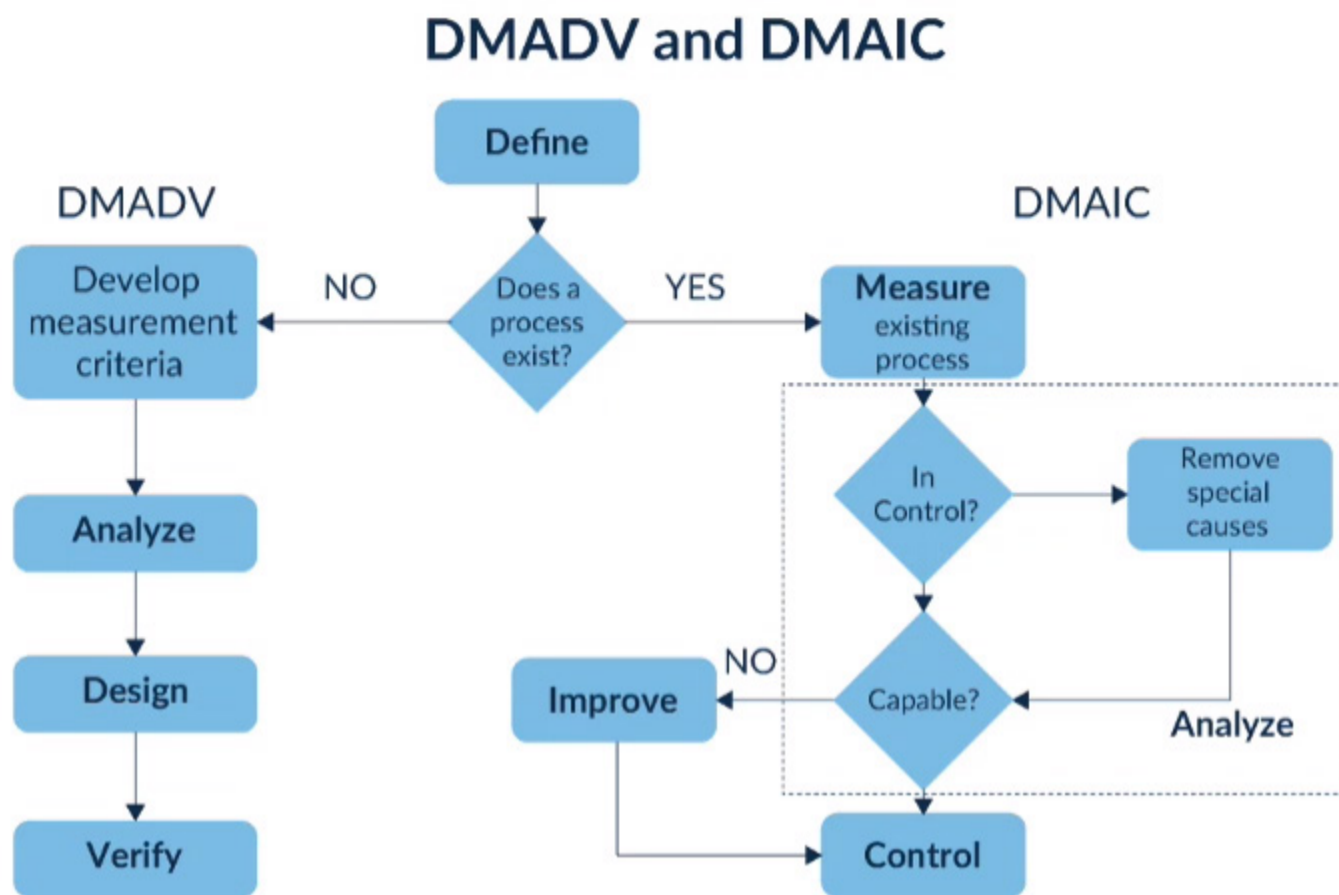 DMADV and DMAIC
Define
DMADV
DMAIC
Develop
measurement
criteria
NO
Does a
process
exist?
YES
Measure
existing
process
In
Control?
Remove
special
causes
Analyze
Design
Verify
Improve
NO
Capable?
Analyze
Control